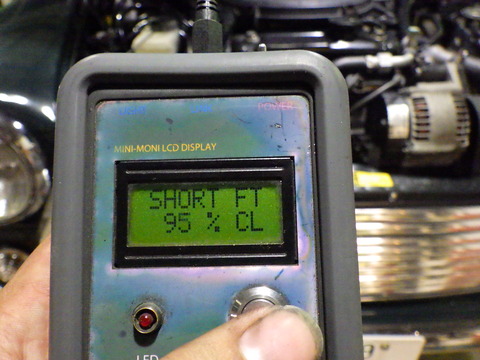 POWER
MINI-MONI LCD DISPLAY
SHORT FT
95 % CL
LED